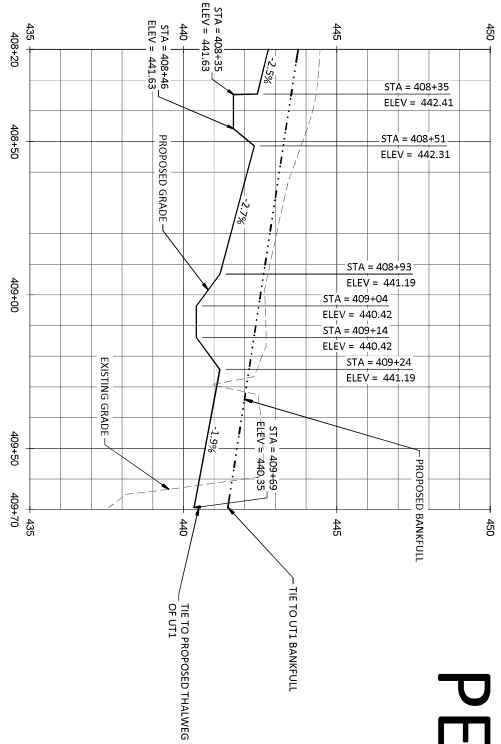 450
445
440
435
STA = 408+35
ELEV = 442.41
STA = 408+51
ELEV = 442.31
STA = 408+93
ELEV = 441.19
STA = 409+04
ELEV = 440.42
STA = 409+14
ELEV = 440.42
STA = 409+24
ELEV = 441.19
STA = 409+69
ELEV = 440.35
STA = 408+35
ELEV = 441.63
STA = 408+46
ELEV = 441.63
-2.5%
-2.7%
-1.9%
PROPOSED GRADE
EXISTING GRADE
PROPOSED BANKFULL
TIE TO UT1 BANKFULL
TIE TO PROPOSED THALWEG
OF UT1
450
445
440
435
408+20
408+50
409+00
409+50
409+70
PE